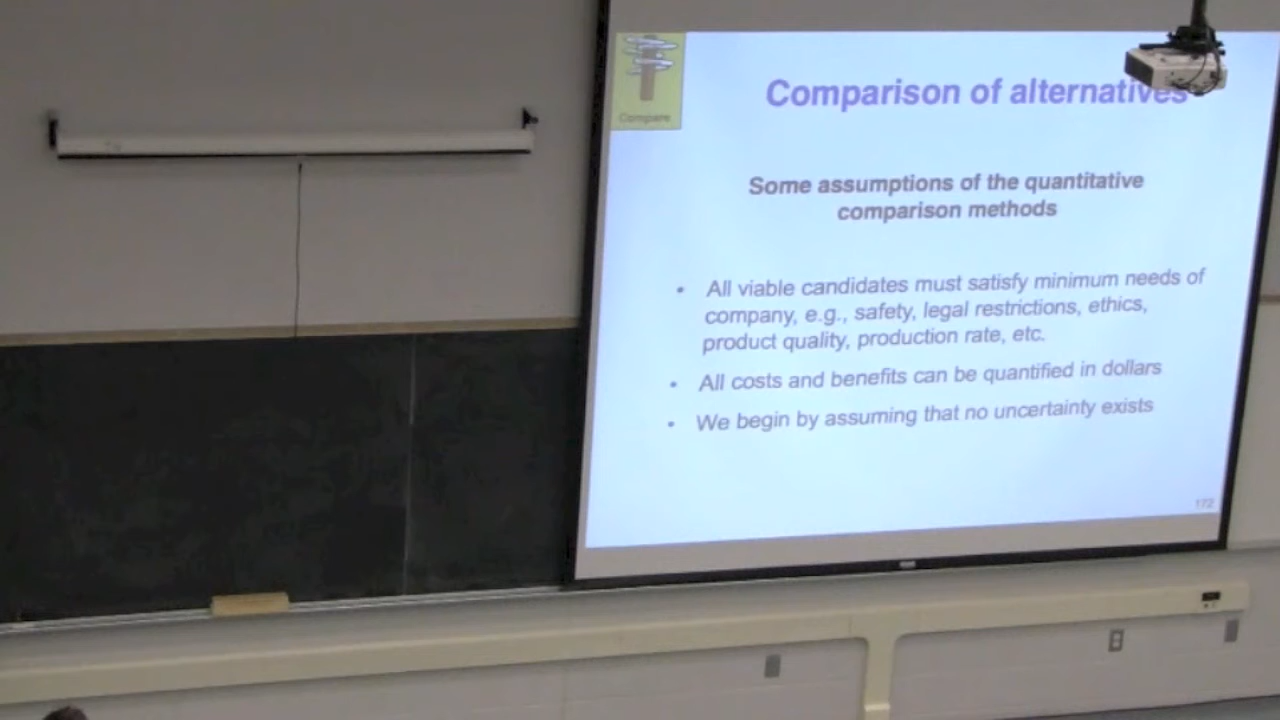 Compare
Comparison of alternatives
Some assumptions of the quantitative
comparison methods
• All viable candidates must satisfy minimum needs of
company, e.g., safety, legal restrictions, ethics,
product quality, production rate, etc.
• All costs and benefits can be quantified in dollars
• We begin by assuming that no uncertainty exists
172